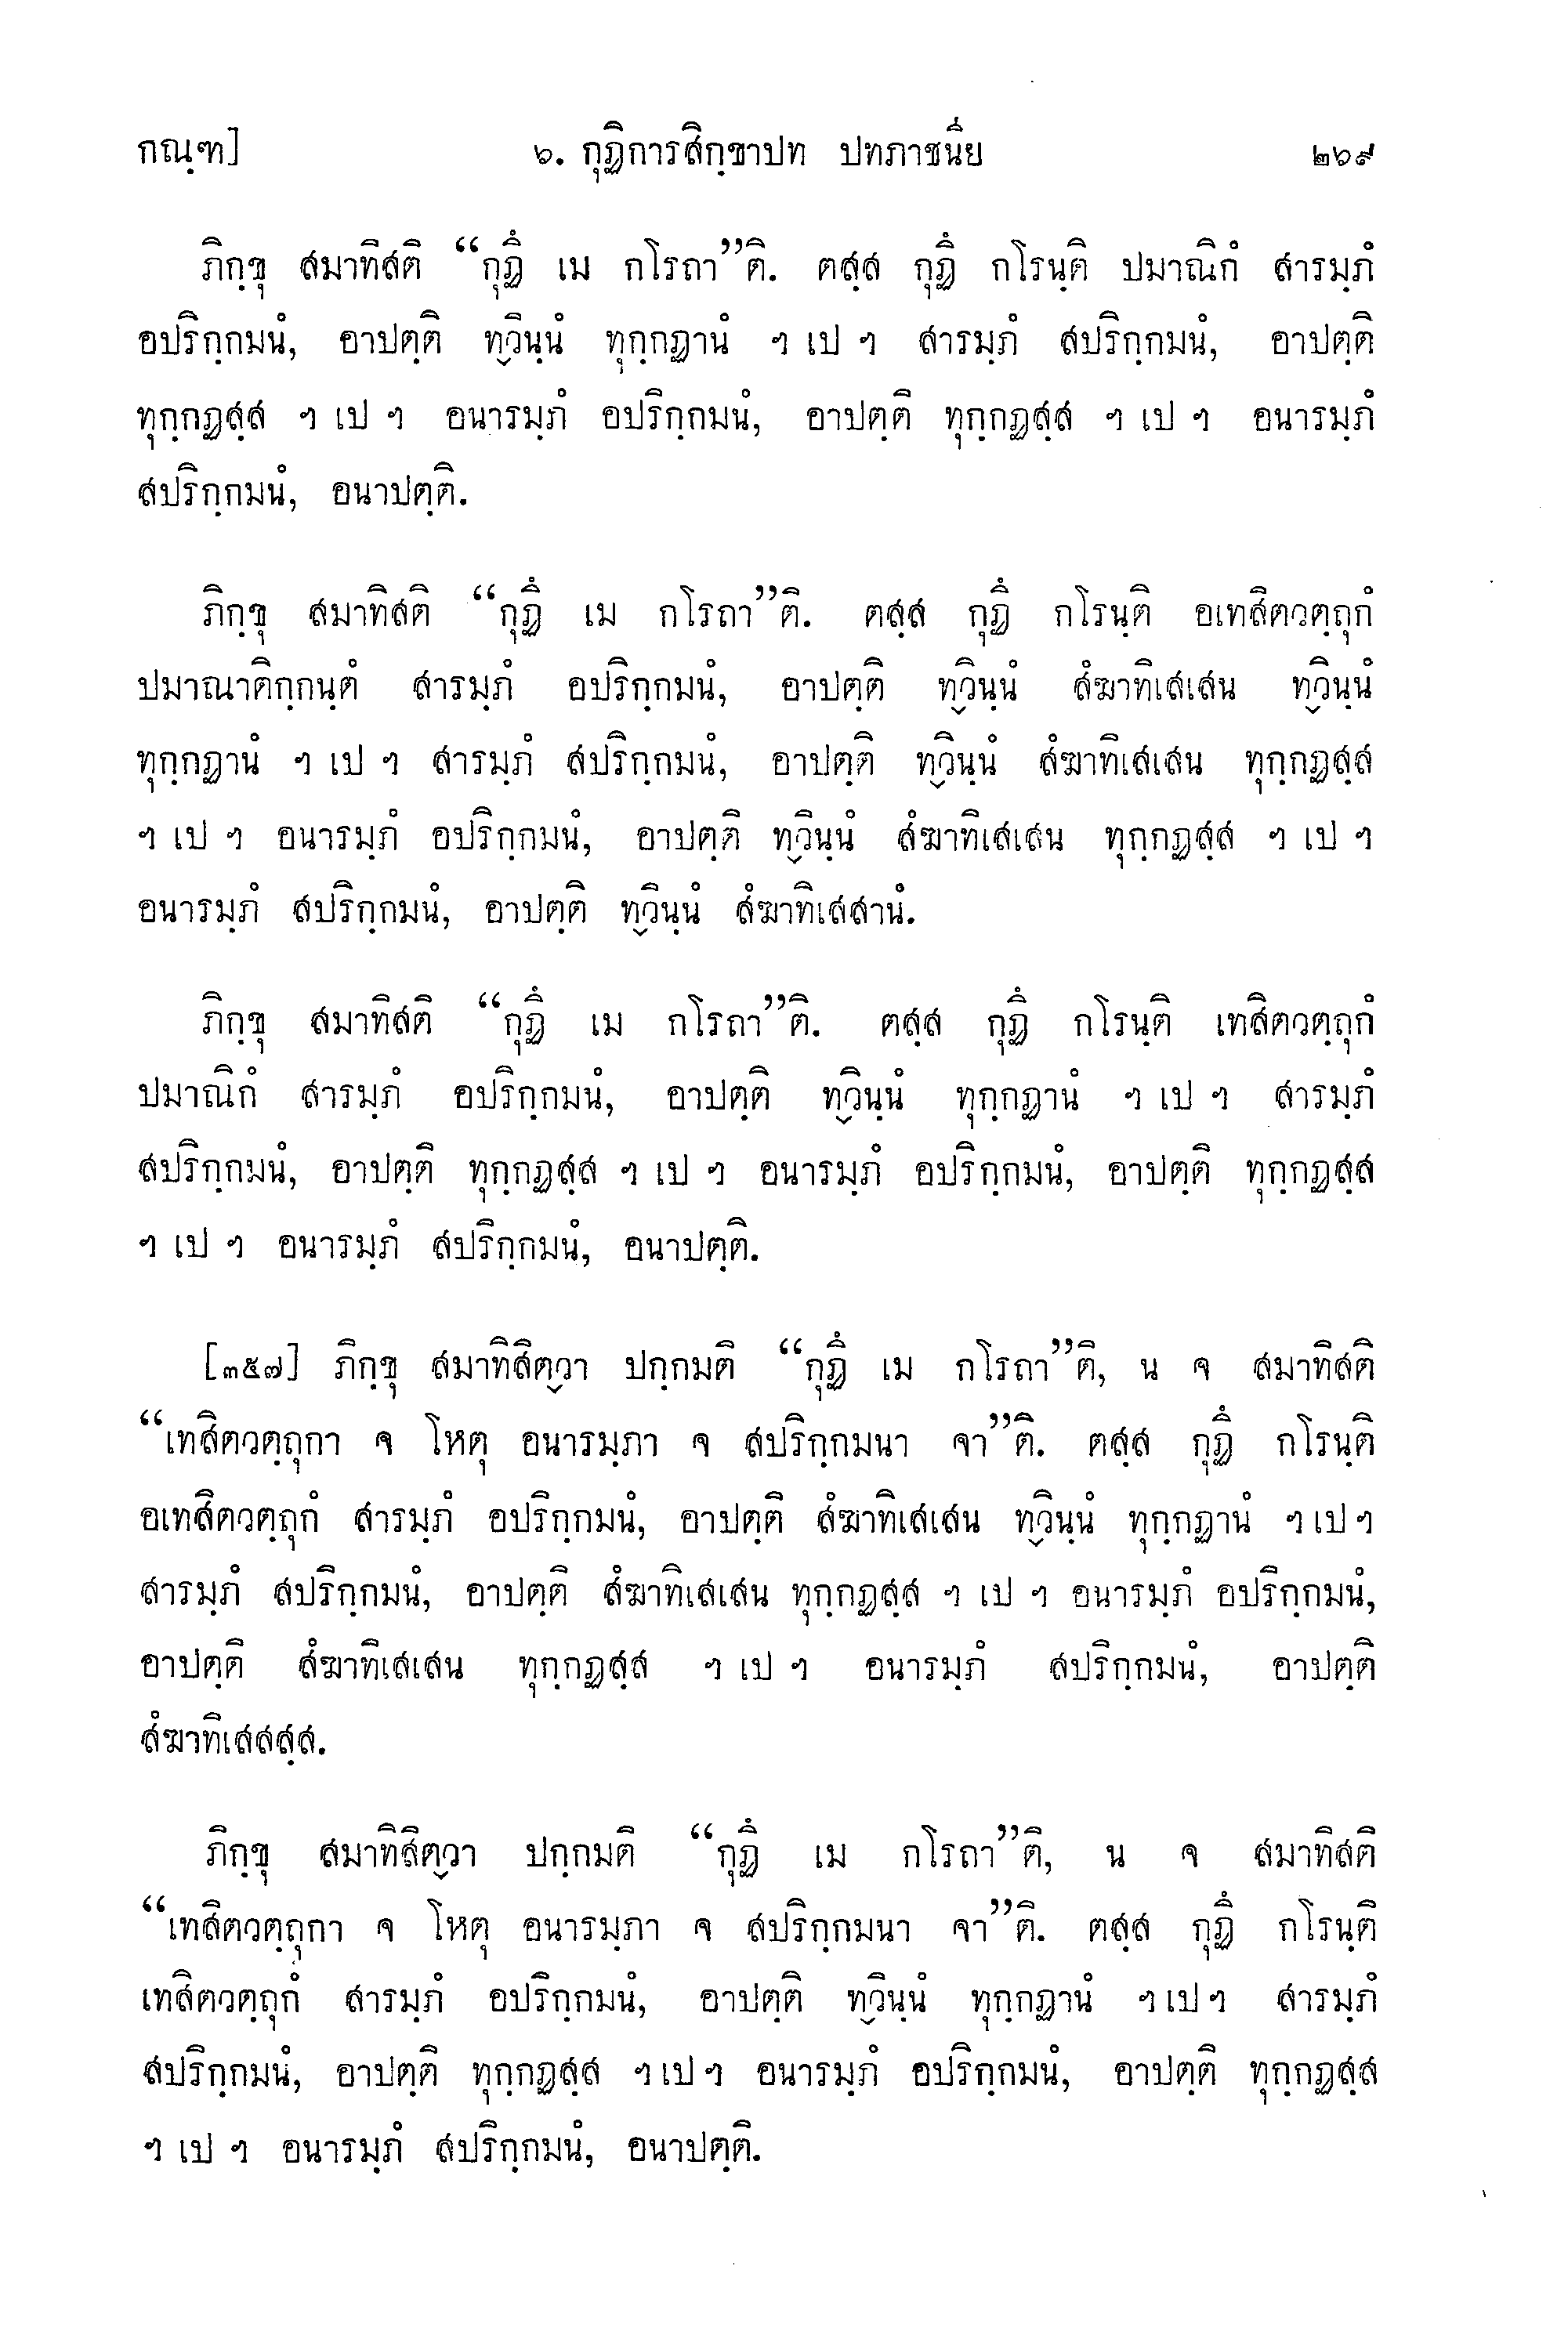 กณฺฑ] ๖. กุฏิการสิกฺขาปท ปทภาชนีย ๒๖๙
ภิกฺขุ สมาทิสติ “กุฏึ เม กโรถา”ติ. ตสฺส กุฏึ กโรนฺติ ปมาณิกํ สารมฺภํ
อปริกฺกมนํ, อาปตฺติ ทฺวินฺนํ ทุกฺกฏานํ ฯ เป ฯ สารมฺภํ สปริกฺกมนํ, อาปตฺติ
ทุกฺกฏสฺส ฯ เป ฯ อนารมฺภํ อปริกฺกมนํ, อาปตฺติ ทุกฺกฏสฺส ฯ เป ฯ อนารมฺภํ
สปริกฺกมนํ, อนาปตฺติ.
ภิกฺขุ สมาทิสติ “กุฏึ เม กโรถา”ติ. ตสฺส กุฏึ กโรนฺติ อเทสิตวตฺถุกํ
ปมาณาติกฺกนฺตํ สารมฺภํ อปริกฺกมนํ, อาปตฺติ ทฺวินฺนํ สํฆาทิเสเสน ทฺวินฺนํ
ทุกฺกฏานํ ฯ เป ฯ สารมฺภํ สปริกฺกมนํ, อาปตฺติ ทฺวินฺนํ สํฆาทิเสเสน ทุกฺกฏสฺส
ฯ เป ฯ อนารมฺภํ อปริกฺกมนํ, อาปตฺติ ทฺวินฺนํ สํฆาทิเสเสน ทุกฺกฏสฺส ฯ เป ฯ
อนารมฺภํ สปริกฺกมนํ, อาปตฺติ ทฺวินฺนํ สํฆาทิเสสานํ.
ภิกฺขุ สมาทิสติ “กุฏึ เม กโรถา”ติ. ตสฺส กุฏึ กโรนฺติ เทสิตวตฺถุกํ
ปมาณิกํ สารมฺภํ อปริกฺกมนํ, อาปตฺติ ทฺวินฺนํ ทุกฺกฏานํ ฯ เป ฯ สารมฺภํ
สปริกฺกมนํ, อาปตฺติ ทุกฺกฏสฺส ฯ เป ฯ อนารมฺภํ อปริกฺกมนํ, อาปตฺติ ทุกฺกฏสฺส
ฯ เป ฯ อนารมฺภํ สปริกฺกมนํ, อนาปตฺติ.
[๓๕๗] ภิกฺขุ สมาทิสิตฺวา ปกฺกมติ “กุฏึ เม กโรถา”ติ, น จ สมาทิสติ
“เทสิตวตฺถุกา จ โหตุ อนารมฺภา จ สปริกฺกมนา จา”ติ. ตสฺส กุฏึ กโรนฺติ
อเทสิตวตฺถุกํ สารมฺภํ อปริกฺกมนํ, อาปตฺติ สํฆาทิเสเสน ทฺวินฺนํ ทุกฺกฏานํ ฯ เป ฯ
สารมฺภํ สปริกฺกมนํ, อาปตฺติ สํฆาทิเสเสน ทุกฺกฏสฺส ฯ เป ฯ อนารมฺภํ อปริกฺกมนํ,
อาปตฺติ สํฆาทิเสเสน ทุกฺกฏสฺส ฯ เป ฯ อนารมฺภํ สปริกฺกมนํ, อาปตฺติ
สํฆาทิเสสสฺส.
ภิกฺขุ สมาทิสิตฺวา ปกฺกมติ “กุฏึ เม กโรถา”ติ, น จ สมาทิสติ
“เทสิตวตฺถุกา จ โหตุ อนารมฺภา จ สปริกฺกมนา จา”ติ. ตสฺส กุฏึ กโรนฺติ
เทสิตวตฺถุกํ สารมฺภํ อปริกฺกมนํ, อาปตฺติ ทฺวินฺนํ ทุกฺกฏานํ ฯ เป ฯ สารมฺภํ
สปริกฺกมนํ, อาปตฺติ ทุกฺกฏสฺส ฯ เป ฯ อนารมฺภํ อปริกฺกมนํ, อาปตฺติ ทุกฺกฏสฺส
ฯ เป ฯ อนารมฺภํ สปริกฺกมนํ, อนาปตฺติ.